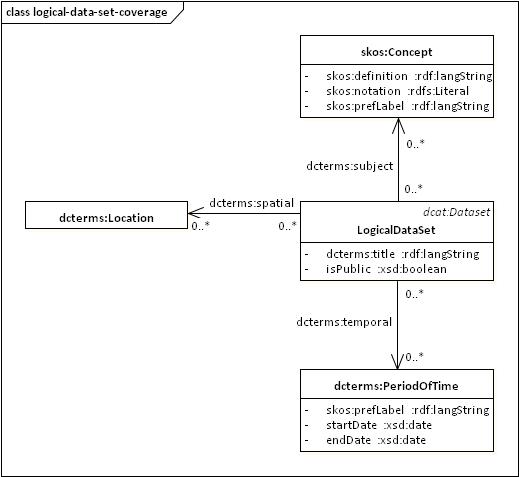 class logical-data-set-coverage
skos:Concept
- skos:definition :rdf:langString
- skos:notation :rdfs:Literal
- skos:prefLabel :rdf:langString
0..*
dcterms:subject
0..*
dcterms:spatial
dcterms:Location
0..*
0..*
dcat:Dataset
LogicalDataSet
- dcterms:title :rdf:langString
- isPublic :xsd:boolean
0..*
dcterms:temporal
0..*
dcterms:PeriodOfTime
- skos:prefLabel :rdf:langString
- startDate :xsd:date
- endDate :xsd:date